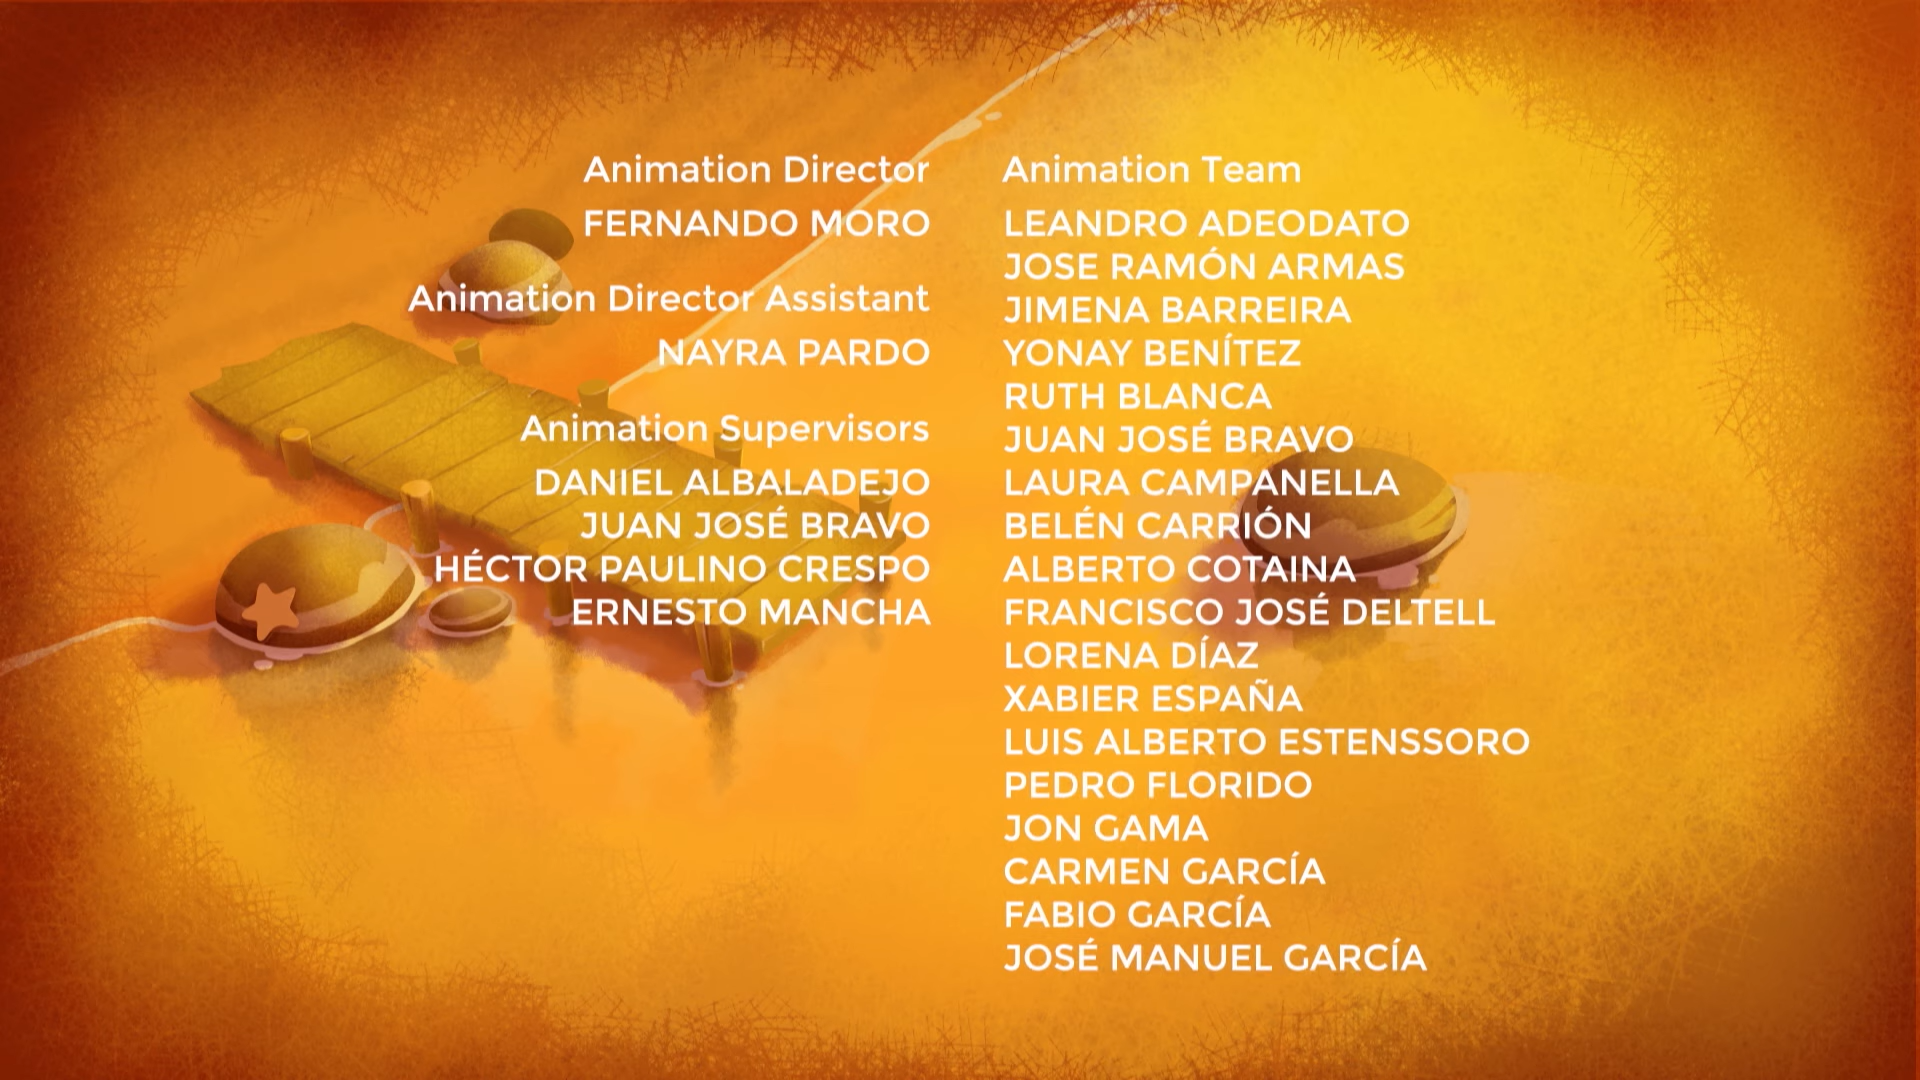 Animation Director
FERNANDO MORO
Animation Director Assistant
NAYRA PARDO
Animation Supervisors
DANIEL ALBALADEJO
JUAN JOSÉ BRAVO
HÉCTOR PAULINO CRESPO
ERNESTO MANCHA
Animation Team
LEANDRO ADEODATO
JOSE RAMÓN ARMAS
JIMENA BARREIRA
YONAY BENÍTEZ
RUTH BLANCA
JUAN JOSÉ BRAVO
LAURA CAMPANELLA
BELÉN CARRIÓN
ALBERTO COTAINA
FRANCISCO JOSÉ DELTELL
LORENA DÍAZ
XABIER ESPAÑA
LUIS ALBERTO ESTENSSORO
PEDRO FLORIDO
JON GAMA
CARMEN GARCÍA
FABIO GARCÍA
JOSÉ MANUEL GARCÍA